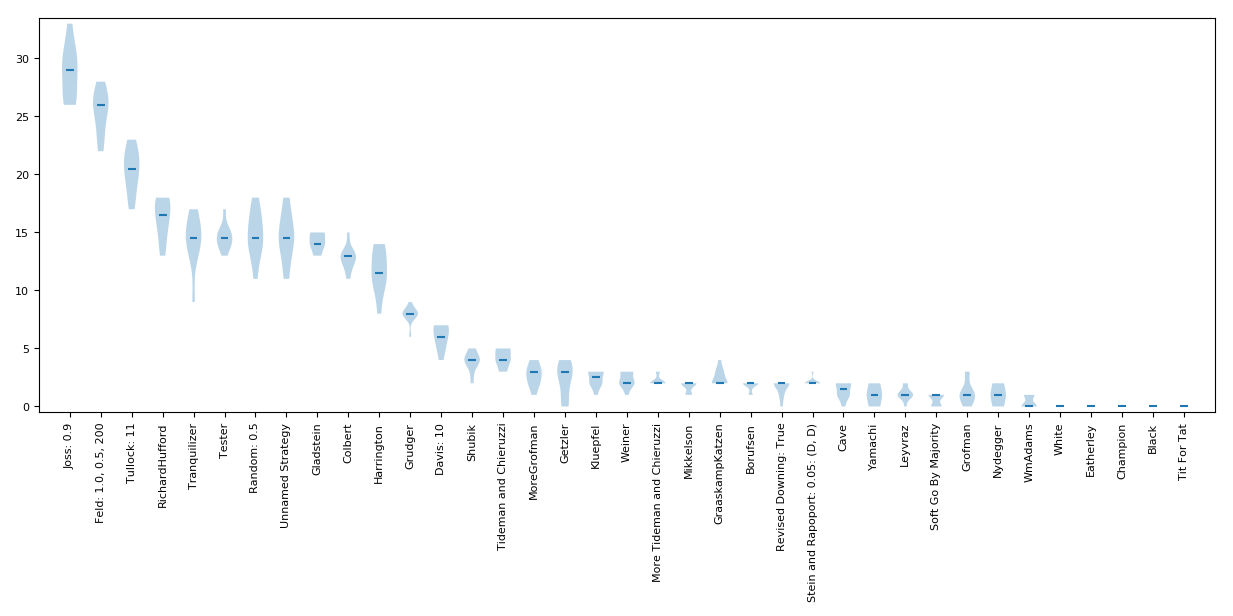 30
25
20
15
10
5
0
Joss: 0.9
Feld: 1.0, 0.5, 200
Tullock: 11
RichardHufford
Tranquilizer
Tester
Random: 0.5
Unnamed Strategy
Gladstein
Colbert
Harrington
Grudger
Davis: 10
Shubik
Tideman and Chieruzzi
MoreGrofman
Getzler
Kluepfel
Weiner
More Tideman and Chieruzzi
Mikkelson
GraaskampKatzen
Borufsen
Revised Downing: True
Stein and Rapoport: 0.05: (D, D)
Cave
Yamachi
Leyvraz
Soft Go By Majority
Grofman
Nydegger
WmAdams
White
Eatherley
Champion
Black
Tit For Tat